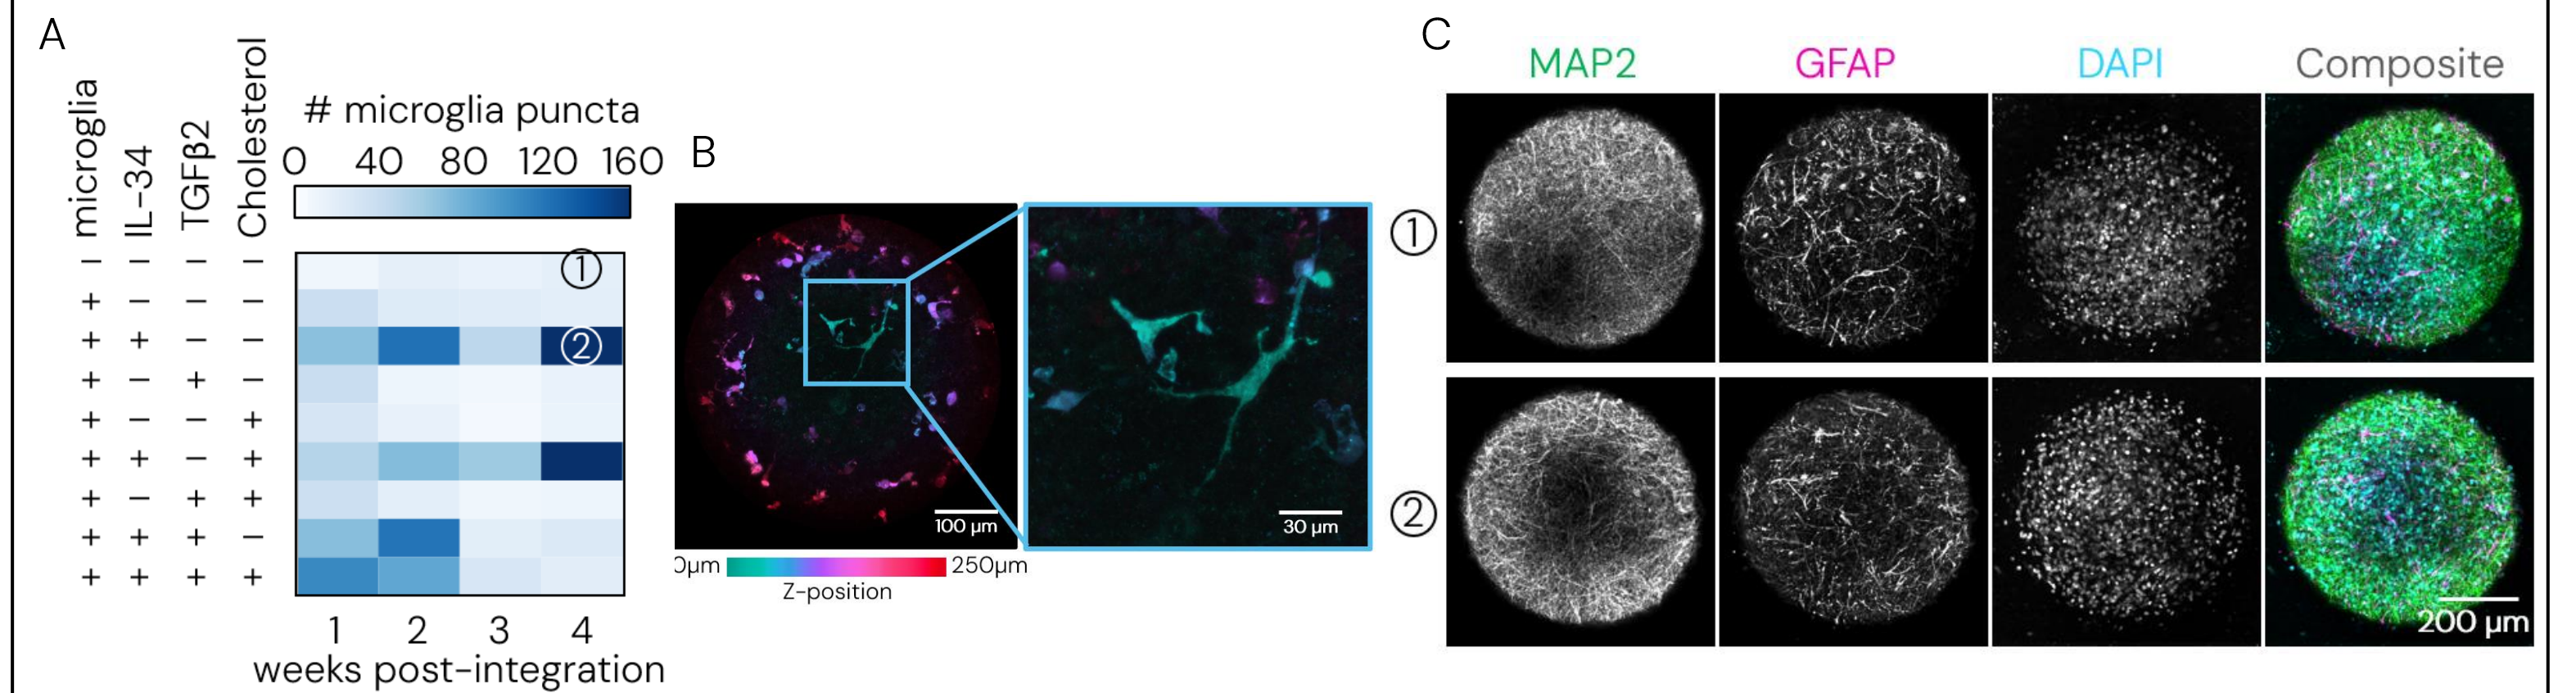 A
microglia
IL-34
TGFβ2
Cholesterol
# microglia puncta
0 40 80 120 160
− − − − ①
+ − − −
+ + − − ②
+ − + −
+ − − +
+ + − +
+ − + +
+ + + −
+ + + +
1 2 3 4
weeks post-integration
B
100 µm
30 µm
0µm 250µm
Z-position
C
MAP2 GFAP DAPI Composite
①
②
200 µm